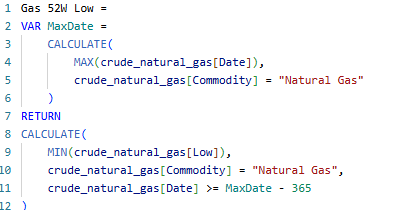 1 Gas 52W Low =
2 VAR MaxDate =
3 CALCULATE(
4 MAX(crude_natural_gas[Date]),
5 crude_natural_gas[Commodity] = "Natural Gas"
6 )
7 RETURN
8 CALCULATE(
9 MIN(crude_natural_gas[Low]),
10 crude_natural_gas[Commodity] = "Natural Gas",
11 crude_natural_gas[Date] >= MaxDate - 365
12 )